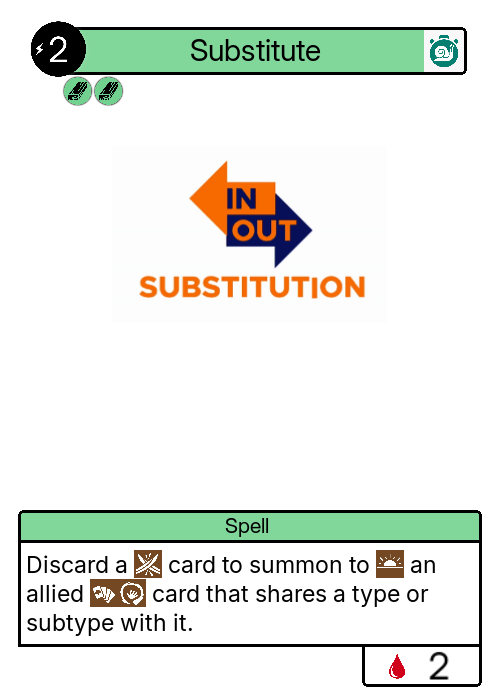 2
Substitute
IN
OUT
SUBSTITUTION
Spell
Discard a card to summon to an
allied card that shares a type or
subtype with it.
2